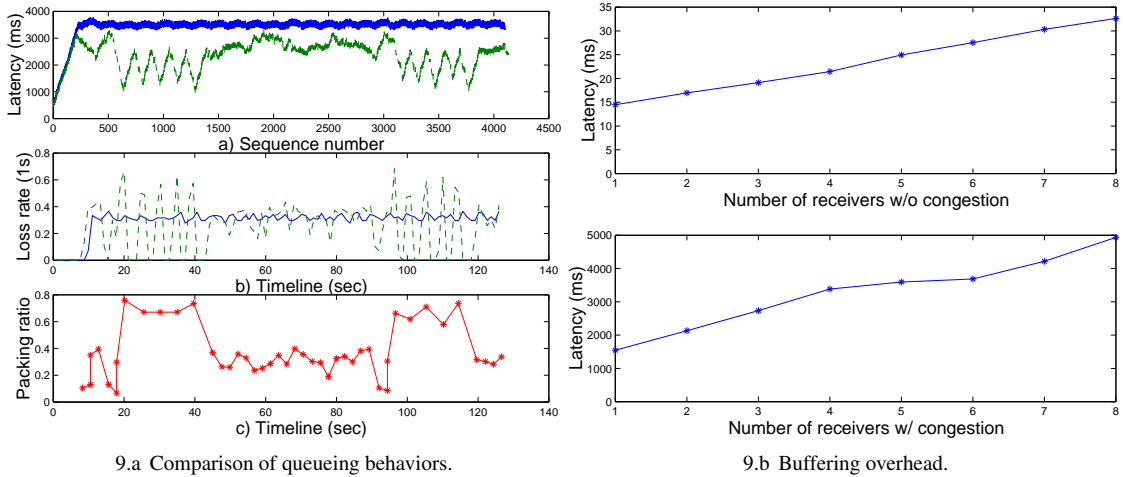 4000
3000
2000
1000
0
Latency (ms)
0 500 1000 1500 2000 2500 3000 3500 4000 4500
a) Sequence number
0.8
0.6
0.4
0.2
0
Loss rate (1s)
0 20 40 60 80 100 120 140
b) Timeline (sec)
0.8
0.6
0.4
0.2
0
Packing ratio
0 20 40 60 80 100 120 140
c) Timeline (sec)
9.a Comparison of queueing behaviors.
35
30
25
20
15
10
5
0
Latency (ms)
1 2 3 4 5 6 7 8
Number of receivers w/o congestion
5000
4000
3000
2000
1000
0
Latency (ms)
1 2 3 4 5 6 7 8
Number of receivers w/ congestion
9.b Buffering overhead.